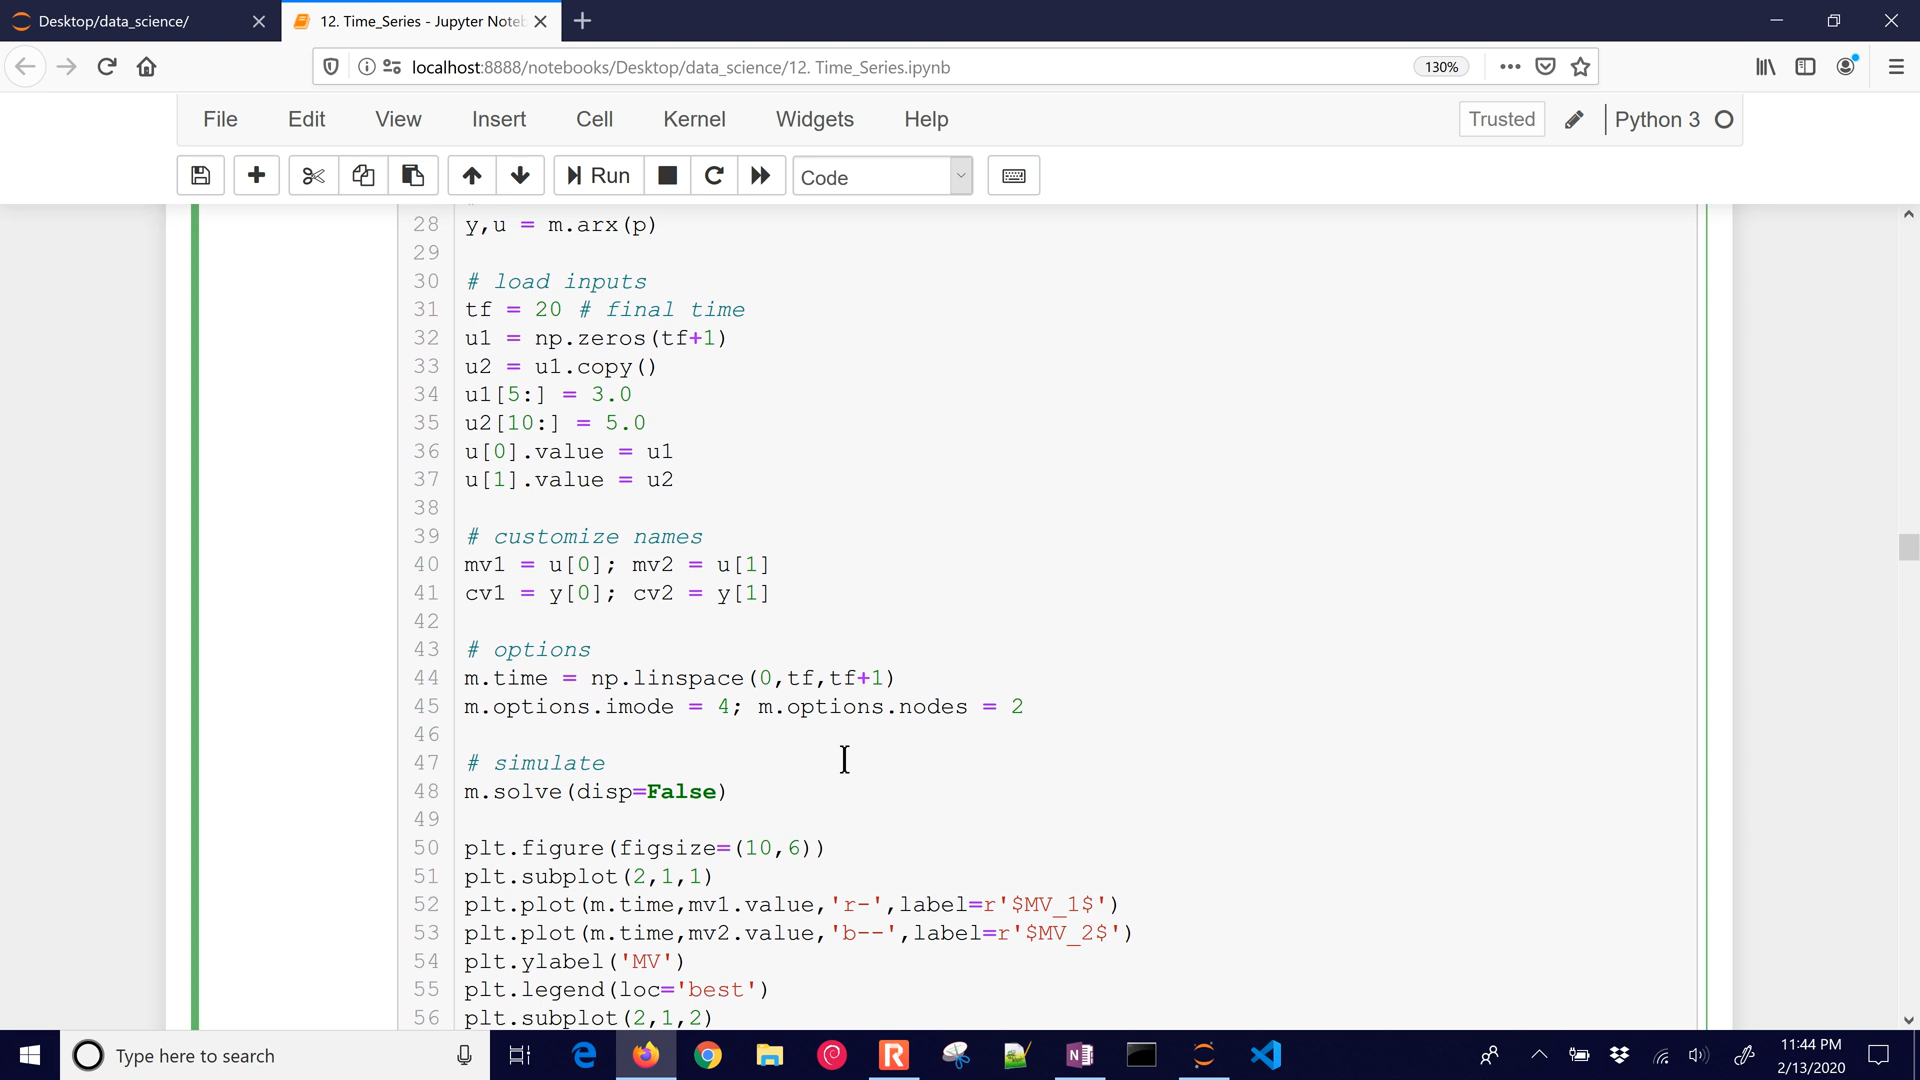 Desktop/data_science/
12. Time_Series - Jupyter Noteb
localhost:8888/notebooks/Desktop/data_science/12. Time_Series.ipynb
130%
File Edit View Insert Cell Kernel Widgets Help
Trusted
Python 3
Run
Code
28 y,u = m.arx(p)
29
30 # load inputs
31 tf = 20 # final time
32 u1 = np.zeros(tf+1)
33 u2 = u1.copy()
34 u1[5:] = 3.0
35 u2[10:] = 5.0
36 u[0].value = u1
37 u[1].value = u2
38
39 # customize names
40 mv1 = u[0]; mv2 = u[1]
41 cv1 = y[0]; cv2 = y[1]
42
43 # options
44 m.time = np.linspace(0,tf,tf+1)
45 m.options.imode = 4; m.options.nodes = 2
46
47 # simulate
48 m.solve(disp=False)
49
50 plt.figure(figsize=(10,6))
51 plt.subplot(2,1,1)
52 plt.plot(m.time,mv1.value,'r-',label=r'$MV_1$')
53 plt.plot(m.time,mv2.value,'b--',label=r'$MV_2$')
54 plt.ylabel('MV')
55 plt.legend(loc='best')
56 plt.subplot(2,1,2)
Type here to search
11:44 PM
2/13/2020